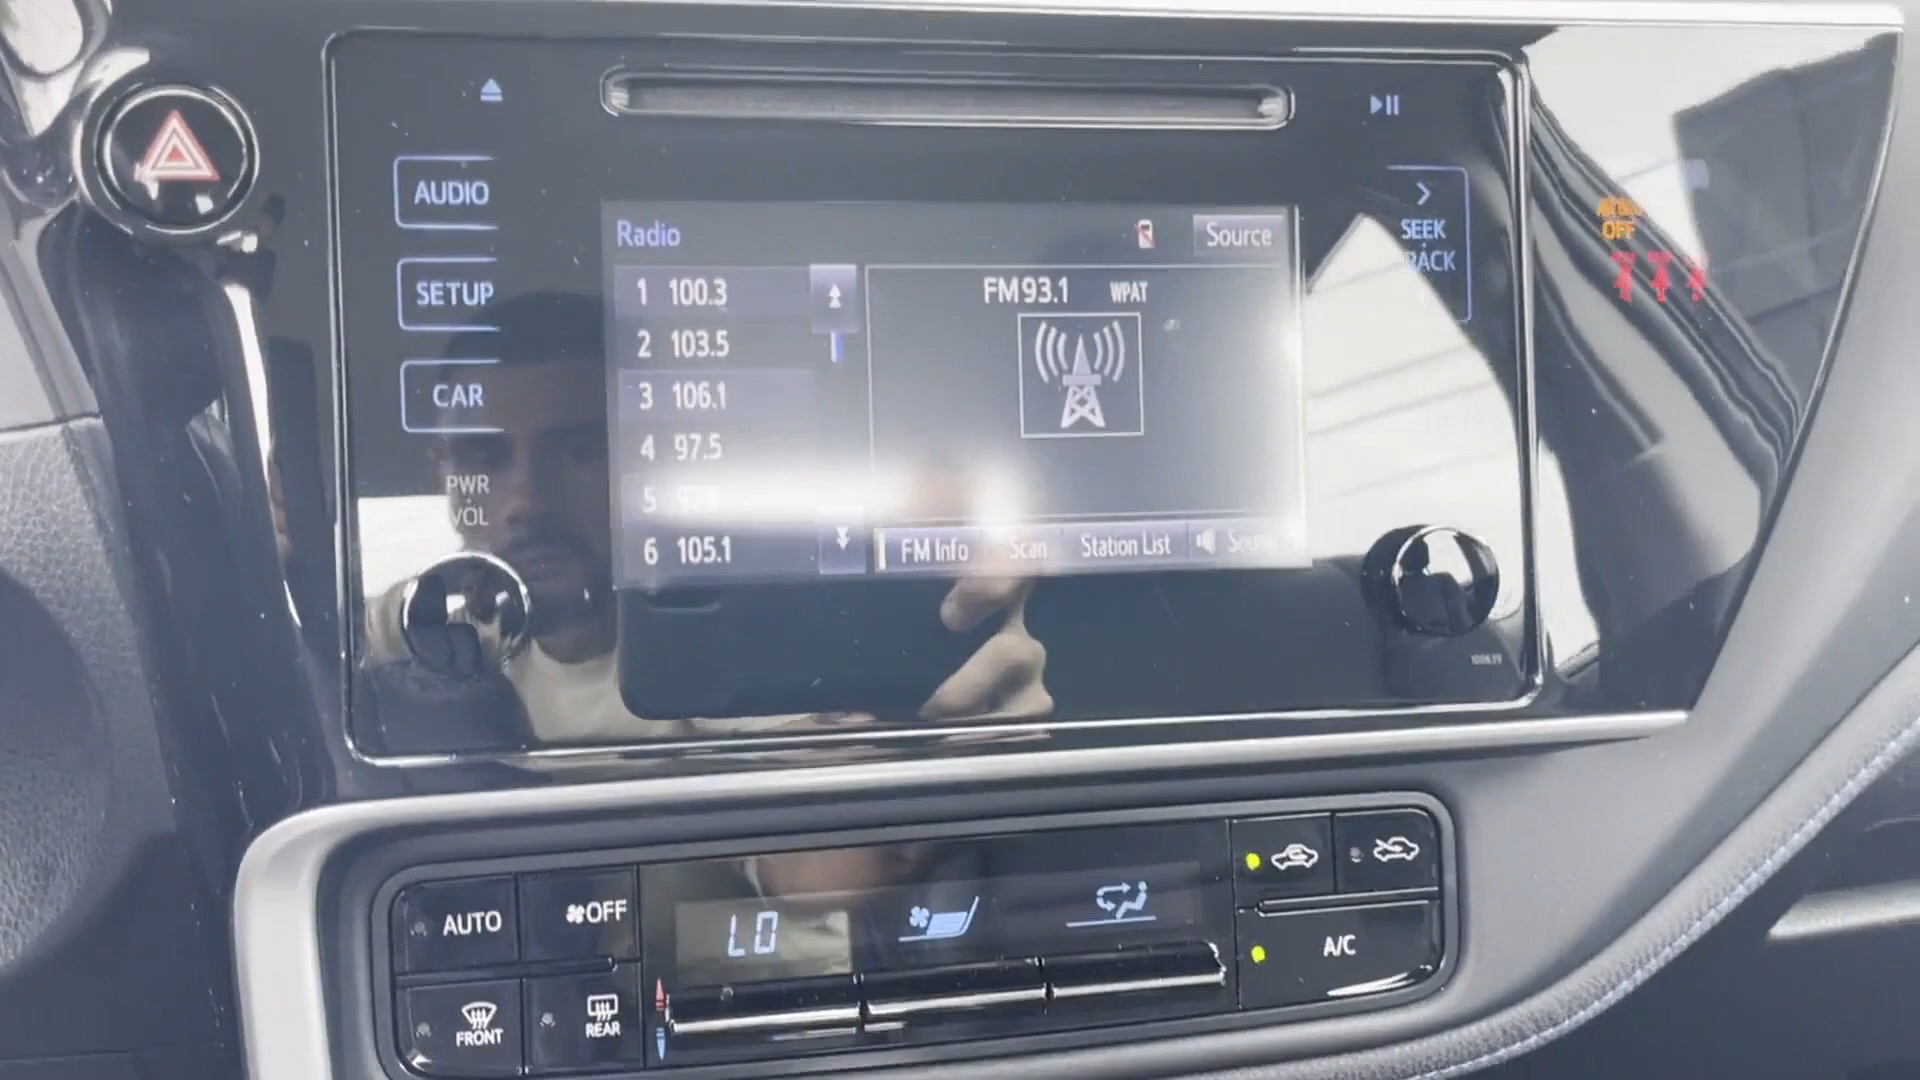 AUDIO
SETUP
CAR
PWR
VOL
Radio
Source
1 100.3
2 103.5
3 106.1
4 97.5
5
6 105.1
FM 93.1 WPAT
FM Info
Scan
Station List
SEEK
OFF
AUTO
OFF
FRONT
REAR
LO
A/C